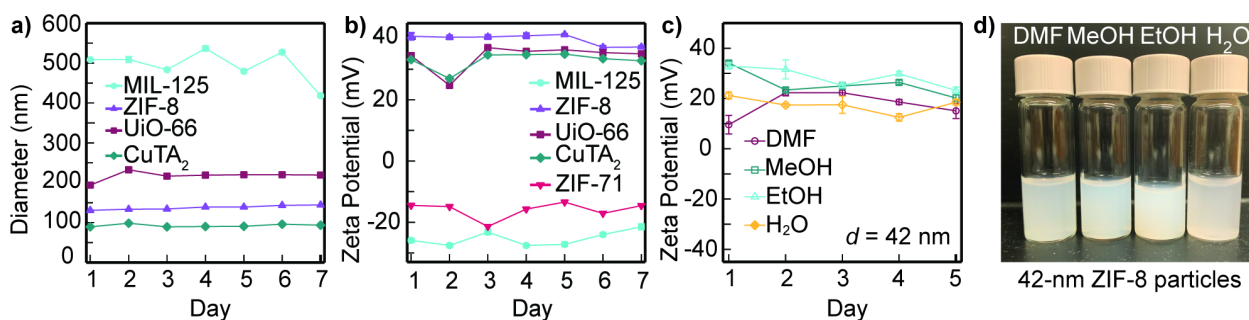 a)
Diameter (nm)
600
500
400
300
200
100
0
MIL-125
ZIF-8
UiO-66
CuTA₂
1 2 3 4 5 6 7
Day
b)
Zeta Potential (mV)
40
20
0
-20
MIL-125
ZIF-8
UiO-66
CuTA₂
ZIF-71
1 2 3 4 5 6 7
Day
c)
Zeta Potential (mV)
40
20
0
-20
-40
DMF
MeOH
EtOH
H₂O
d = 42 nm
1 2 3 4 5
Day
d)
DMF MeOH EtOH H₂O
42-nm ZIF-8 particles